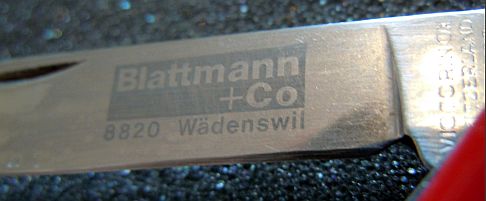 Blattmann
+Co
8820 Wädenswil
VICTORINOX